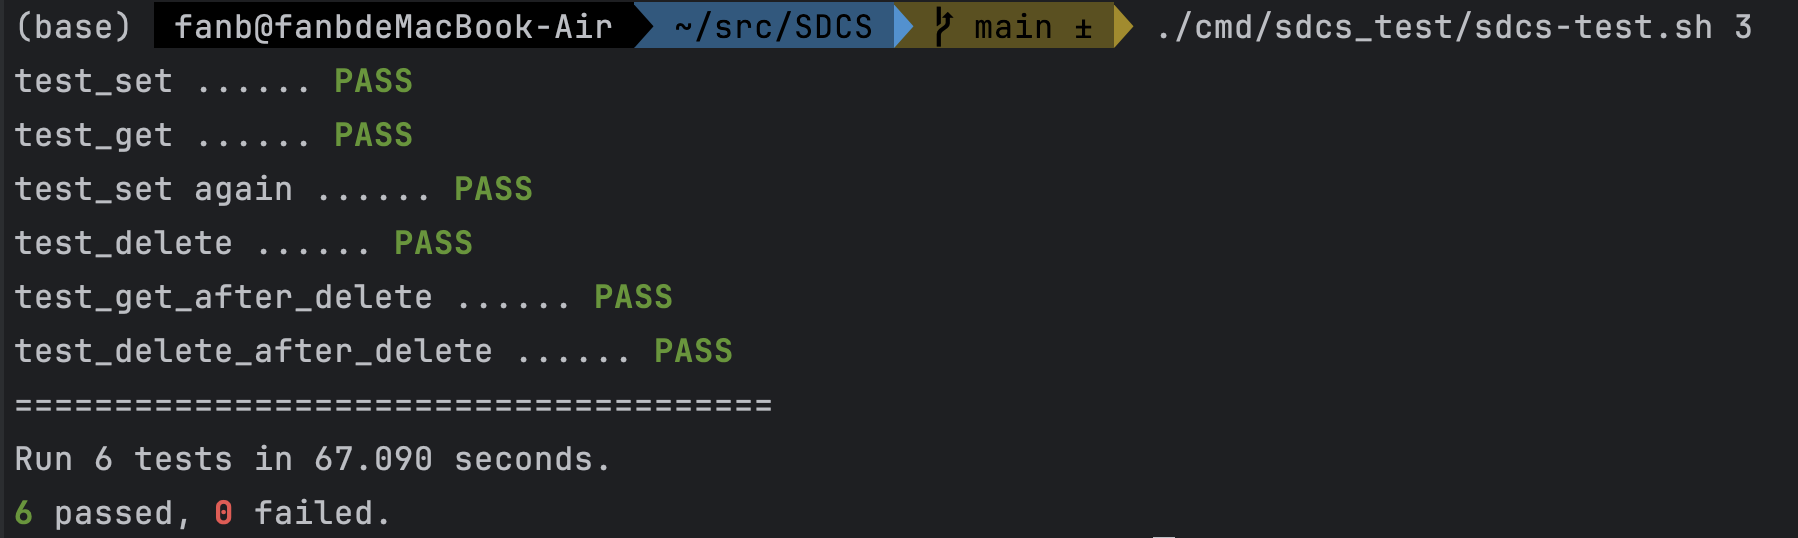 (base) fanb@fanbdeMacBook-Air ~/src/SDCS main ± ./cmd/sdcs_test/sdcs-test.sh 3
test_set ...... PASS
test_get ...... PASS
test_set again ...... PASS
test_delete ...... PASS
test_get_after_delete ...... PASS
test_delete_after_delete ...... PASS
======================================
Run 6 tests in 67.090 seconds.
6 passed, 0 failed.